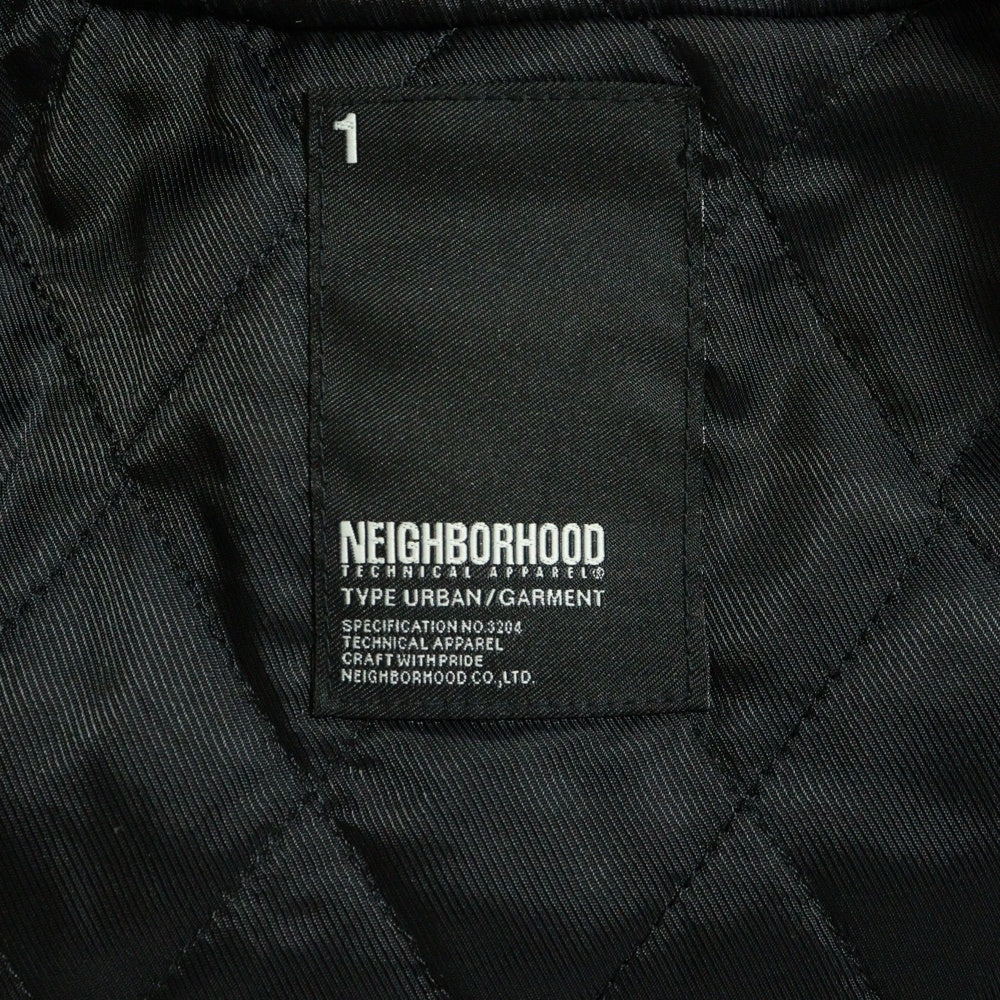 1
NEIGHBORHOOD
TECHNICAL APPAREL®
TYPE URBAN/GARMENT
SPECIFICATION NO.3204
TECHNICAL APPAREL
CRAFT WITH PRIDE
NEIGHBORHOOD CO.,LTD.